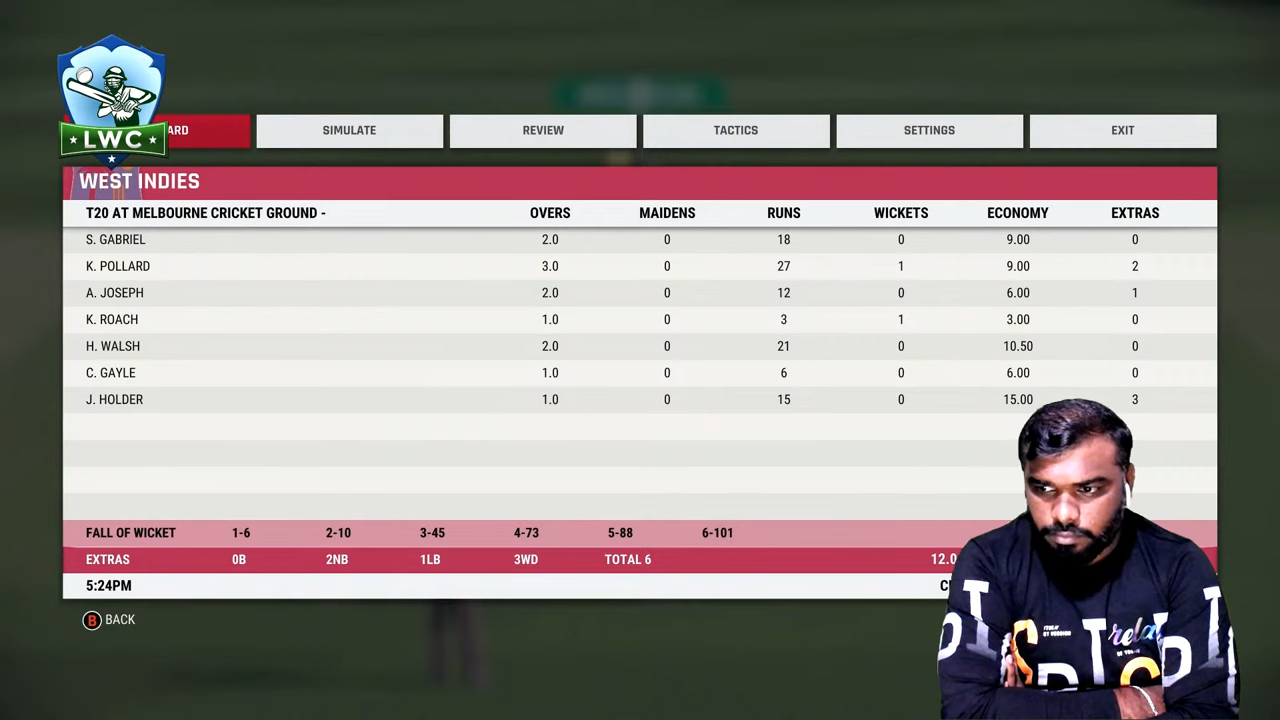 LWC
ARD SIMULATE REVIEW TACTICS SETTINGS EXIT
WEST INDIES
T20 AT MELBOURNE CRICKET GROUND - OVERS MAIDENS RUNS WICKETS ECONOMY EXTRAS
S. GABRIEL 2.0 0 18 0 9.00 0
K. POLLARD 3.0 0 27 1 9.00 2
A. JOSEPH 2.0 0 12 0 6.00 1
K. ROACH 1.0 0 3 1 3.00 0
H. WALSH 2.0 0 21 0 10.50 0
C. GAYLE 1.0 0 6 0 6.00 0
J. HOLDER 1.0 0 15 0 15.00 3
FALL OF WICKET 1-6 2-10 3-45 4-73 5-88 6-101
EXTRAS 0B 2NB 1LB 3WD TOTAL 6 12.0
5:24PM
B BACK